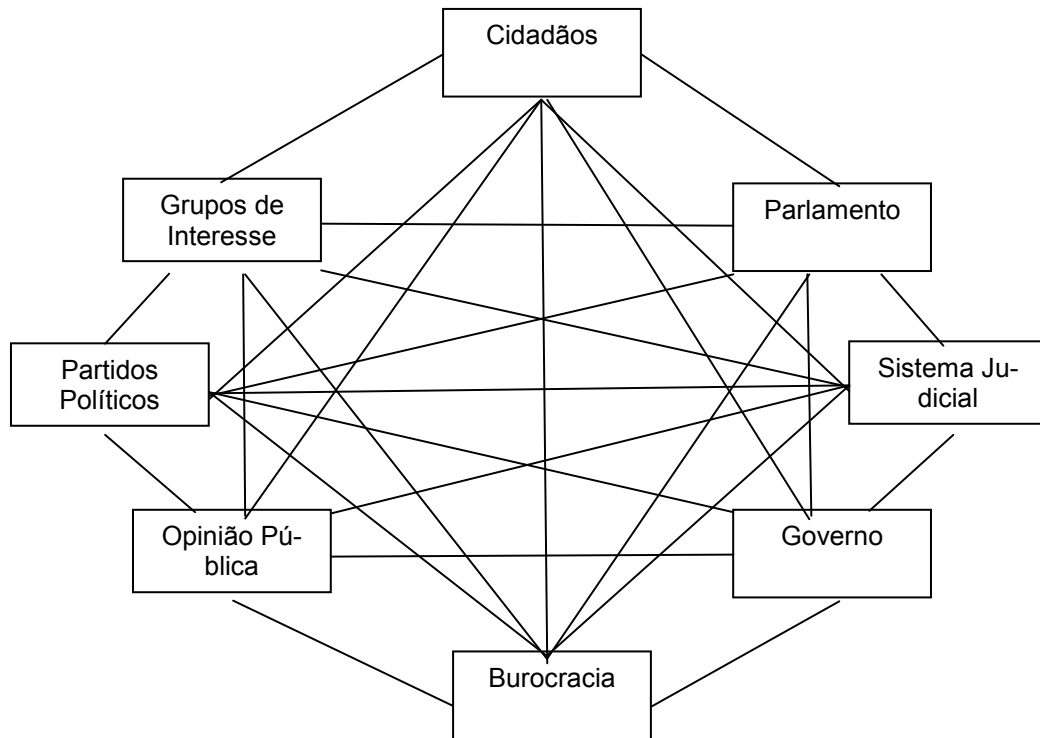 Cidadãos
Grupos de
Interesse
Parlamento
Partidos
Políticos
Sistema Ju-
dicial
Opinião Pú-
blica
Governo
Burocracia